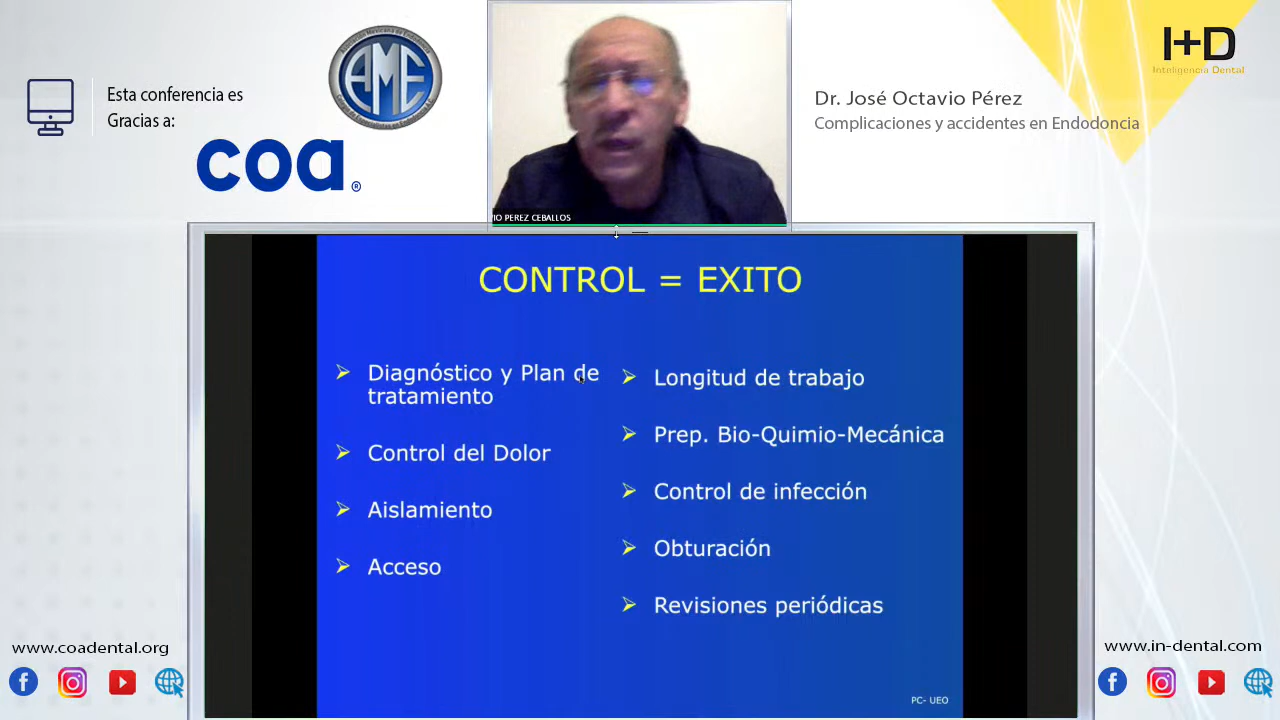 Esta conferencia es
Gracias a:
coa®
AME
I+D
Inteligencia Dental
Dr. José Octavio Pérez
Complicaciones y accidentes en Endodoncia
PEREZ CEBALLOS
CONTROL = EXITO
Diagnóstico y Plan de
tratamiento
Control del Dolor
Aislamiento
Acceso
Longitud de trabajo
Prep. Bio-Quimio-Mecánica
Control de infección
Obturación
Revisiones periódicas
PC- UEO
www.coadental.org
www.in-dental.com